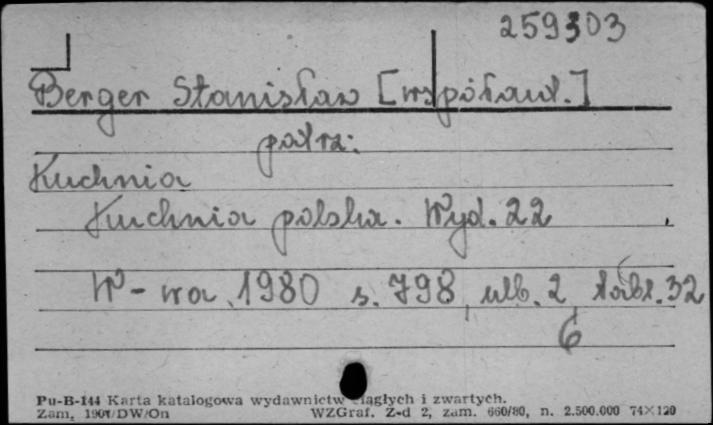 259303
Berger Stanisław [współaut.]
patrz:
Kuchnia
Kuchnia polska. Wyd. 22
W-wa 1980 s. 798, ulb. 2, tabl. 32
6
Pu-B-144 Karta katalogowa wydawnictw ciągłych i zwartych.
Zam. 1901/DW/On WZGraf. Z-d 2, zam. 660/80, n. 2.500.000 74×120